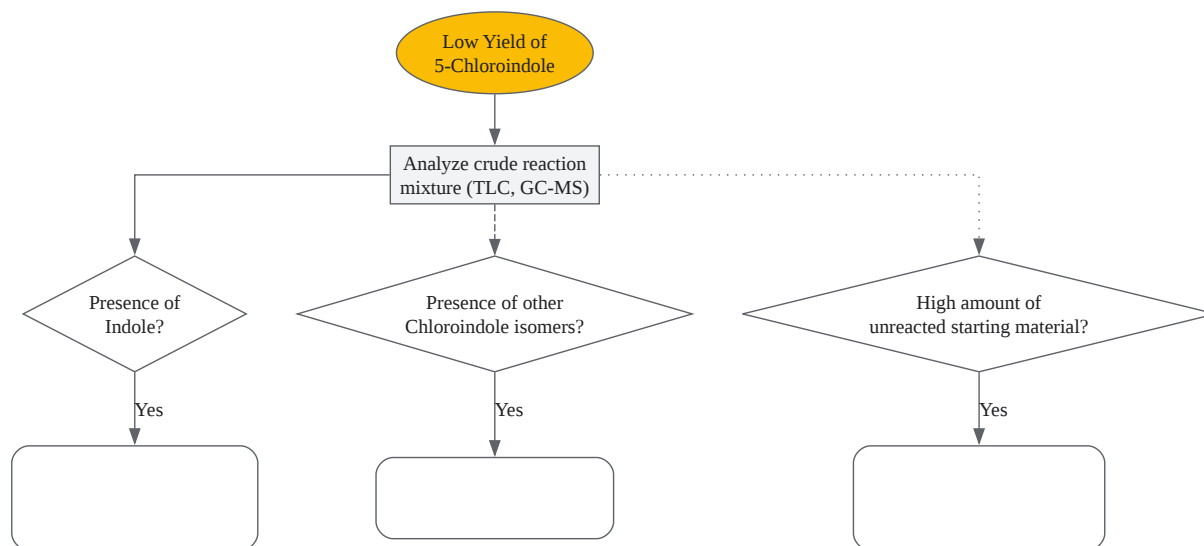 Low Yield of
5-Chloroindole
Analyze crude reaction
mixture (TLC, GC-MS)
Presence of
Indole?
Presence of other
Chloroindole isomers?
High amount of
unreacted starting material?
Yes
Yes
Yes